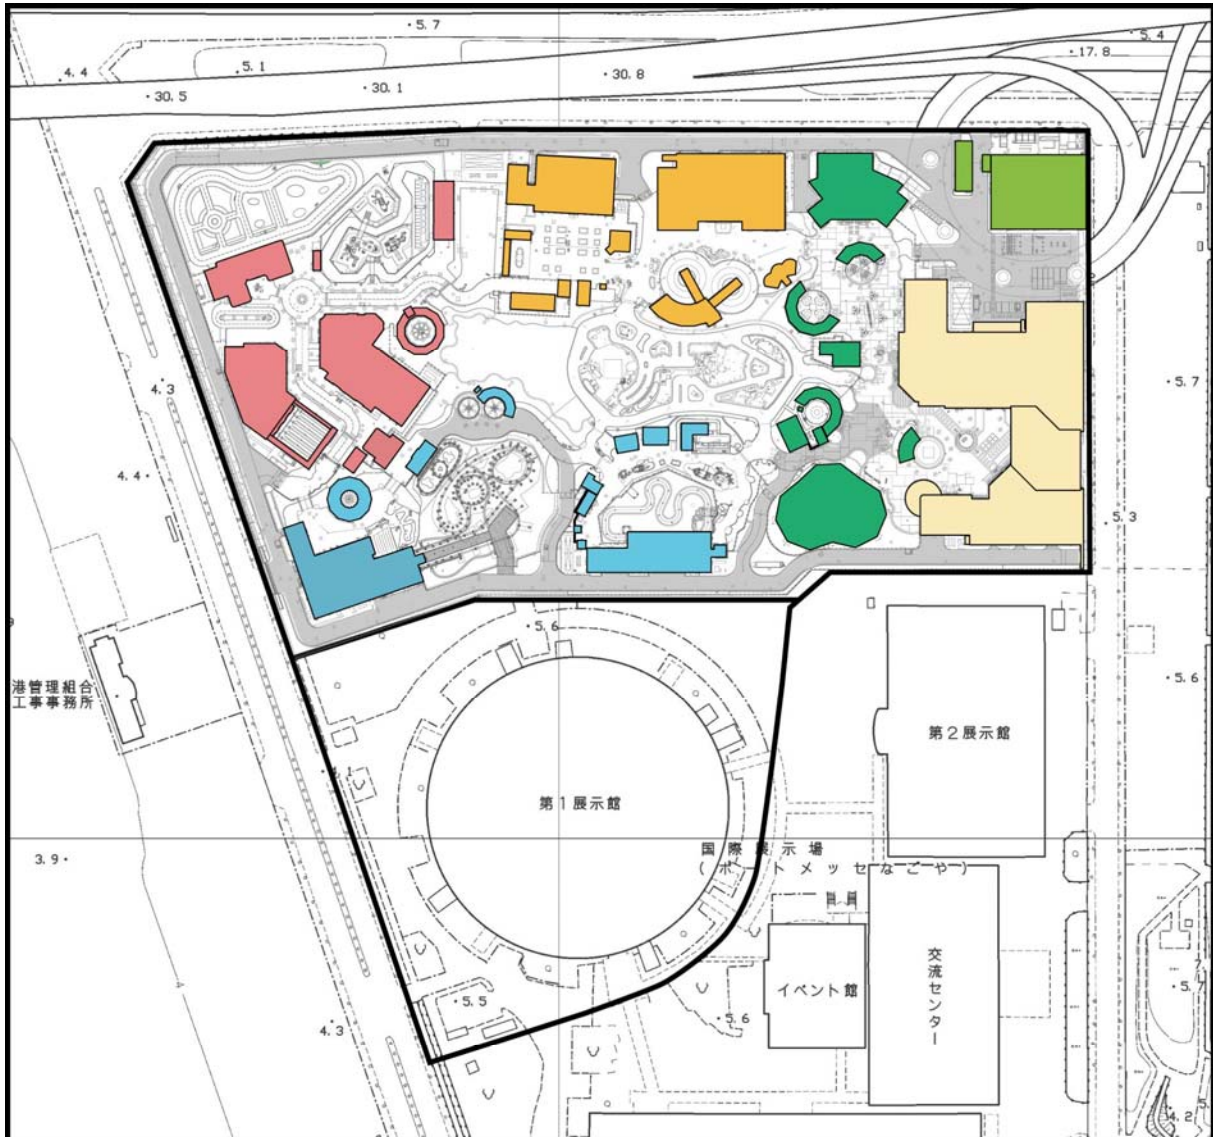 ・5.7
・5.4
・17.8
4.4・
・5.1
・30.8
・30.1
・30.5
4.3
・5.7
4.4・
・5.3
・5.6
港管理組合
工事事務所
・5.6
第2展示館
第1展示館
国際展示場
(ポートメッセなごや)
3.9・
交流センター
イベント館
・5.5
・5.6
・5.7
4.3
4.2